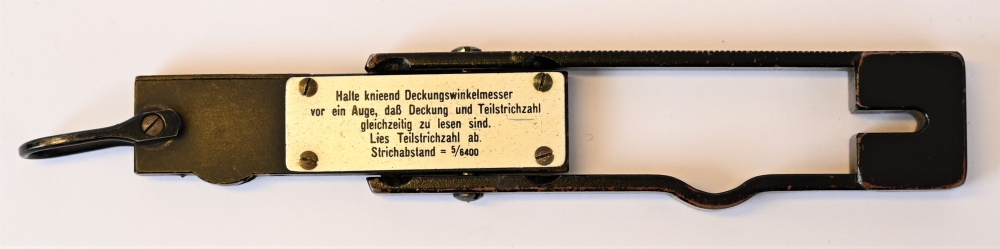 Halte knieend Deckungswinkelmesser
vor ein Auge, daß Deckung und Teilstrichzahl
gleichzeitig zu lesen sind.
Lies Teilstrichzahl ab.
Strichabstand = 5/6400